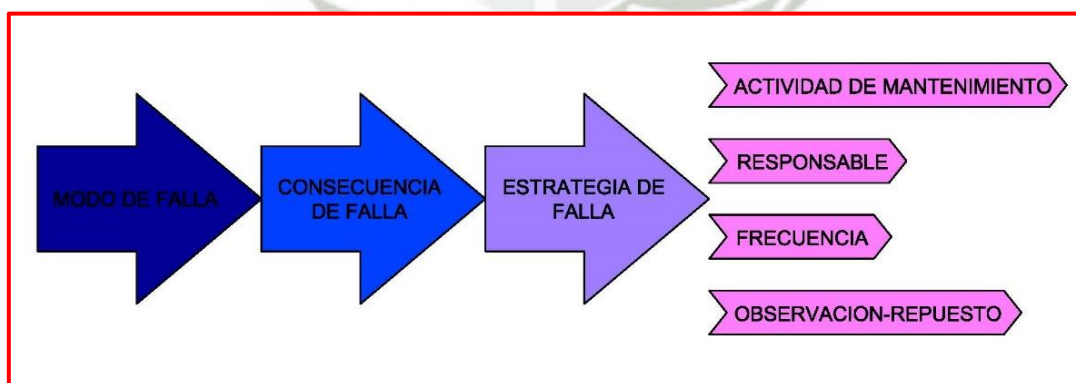 MODO DE FALLA
CONSECUENCIA
DE FALLA
ESTRATEGIA DE
FALLA
ACTIVIDAD DE MANTENIMIENTO
RESPONSABLE
FRECUENCIA
OBSERVACION-REPUESTO